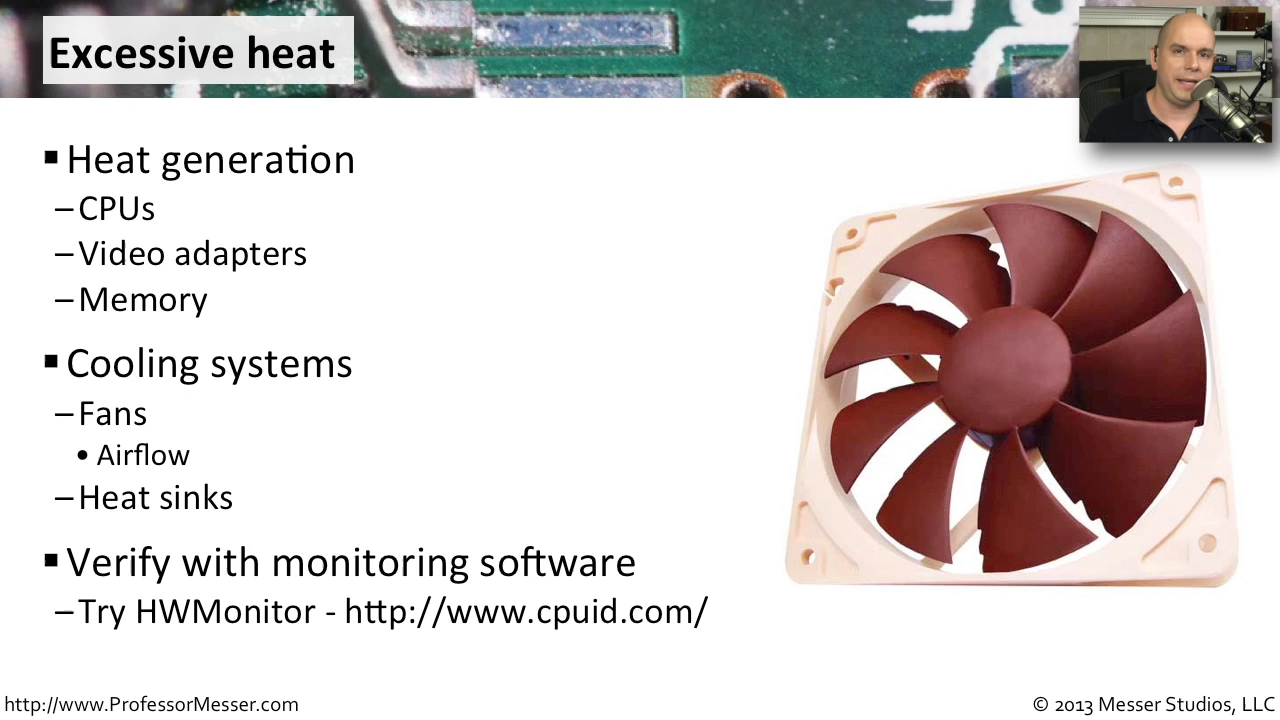 Excessive heat
▪ Heat generation
– CPUs
– Video adapters
– Memory
▪ Cooling systems
– Fans
• Airflow
– Heat sinks
▪ Verify with monitoring software
– Try HWMonitor - http://www.cpuid.com/
http://www.ProfessorMesser.com
© 2013 Messer Studios, LLC